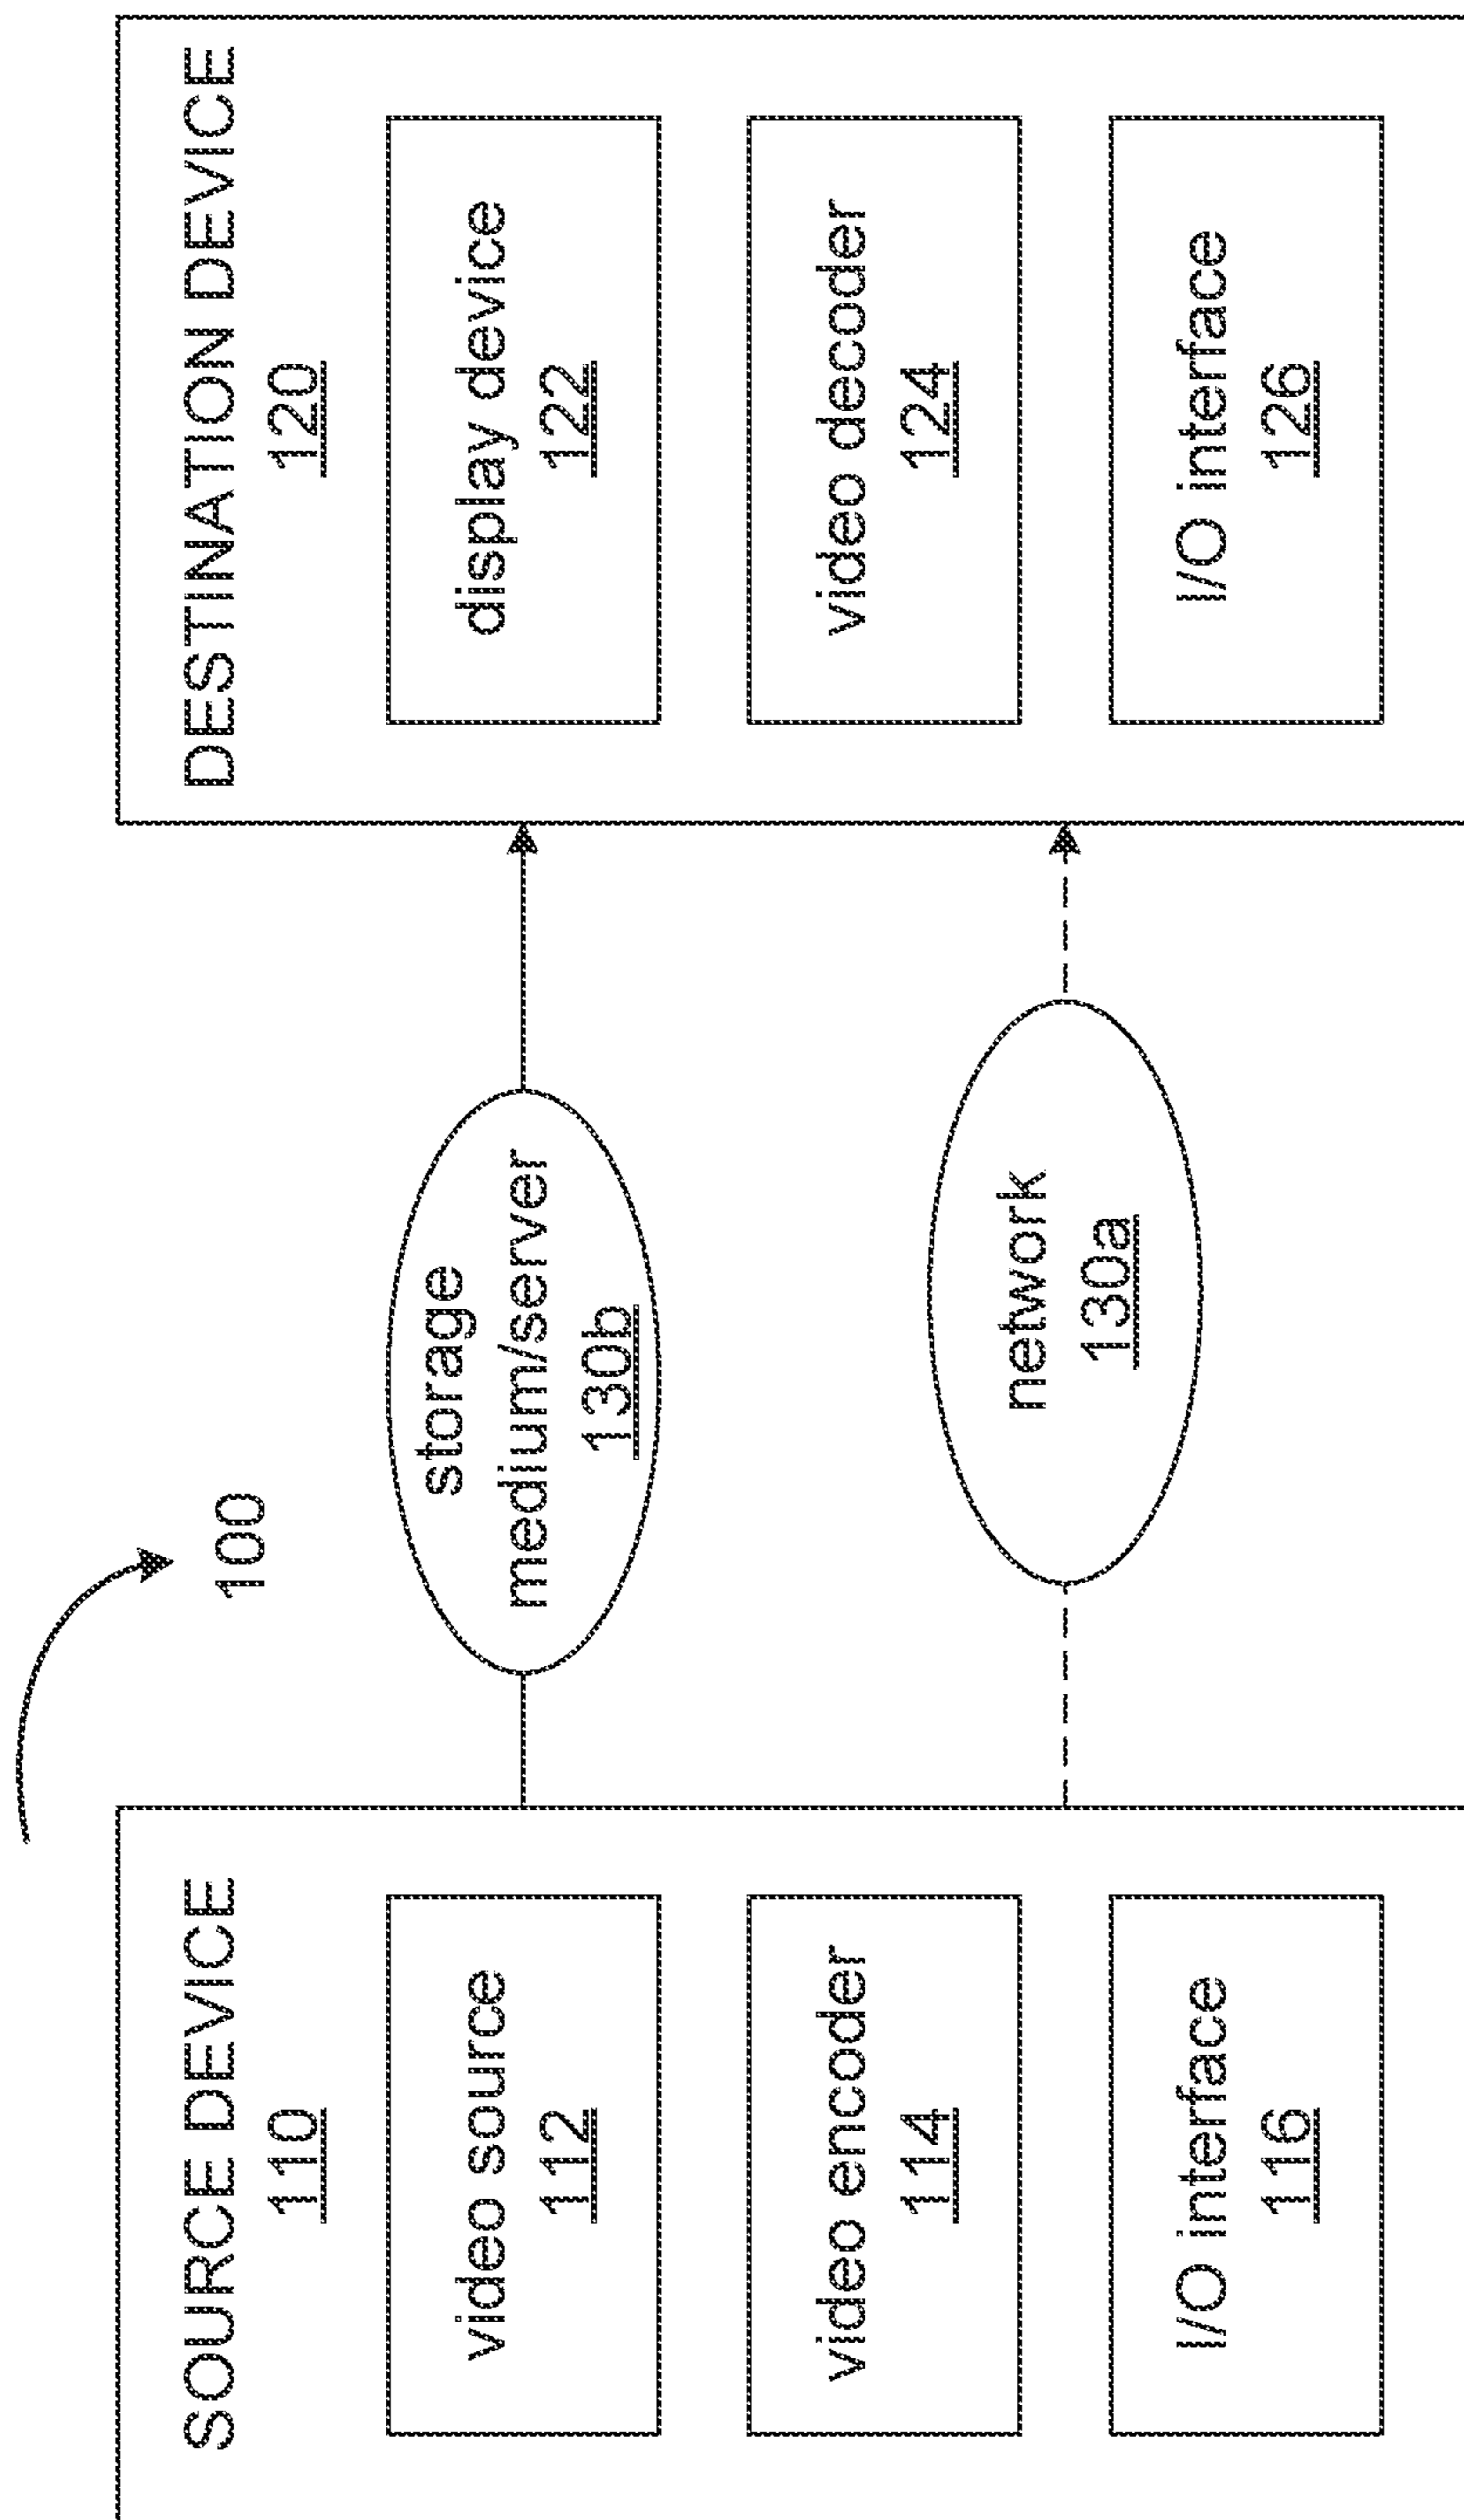 100
SOURCE DEVICE
110
video source
112
video encoder
114
I/O interface
116
storage
medium/server
130b
network
130a
DESTINATION DEVICE
120
display device
122
video decoder
124
I/O interface
126